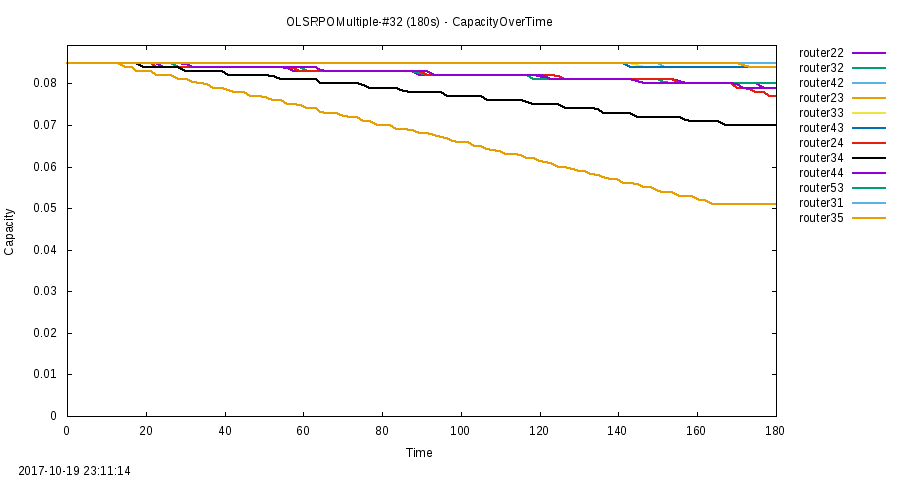 OLSRPOMultiple-#32 (180s) - CapacityOverTime
router22
router32
router42
router23
router33
router43
router24
router34
router44
router53
router31
router35
0.08
0.07
0.06
0.05
0.04
0.03
0.02
0.01
0
Capacity
0 20 40 60 80 100 120 140 160 180
Time
2017-10-19 23:11:14